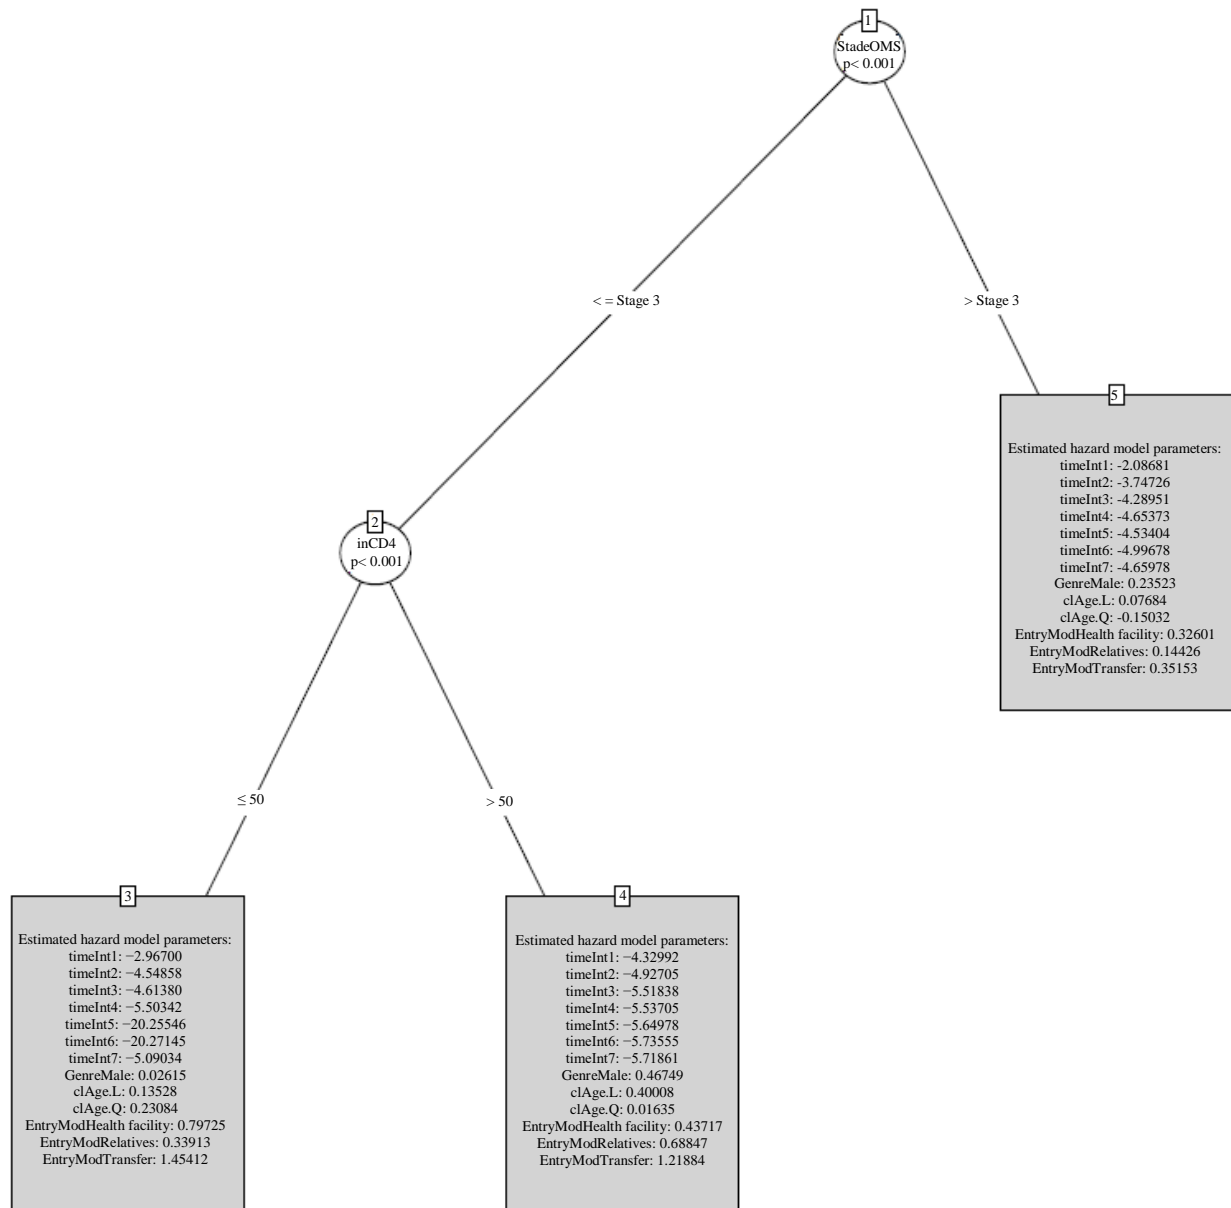 1
StadeOMS
p< 0.001
< = Stage 3
> Stage 3
5
Estimated hazard model parameters:
timeInt1: -2.08681
timeInt2: -3.74726
timeInt3: -4.28951
timeInt4: -4.65373
timeInt5: -4.53404
timeInt6: -4.99678
timeInt7: -4.65978
GenreMale: 0.23523
clAge.L: 0.07684
clAge.Q: -0.15032
EntryModHealth facility: 0.32601
EntryModRelatives: 0.14426
EntryModTransfer: 0.35153
2
inCD4
p< 0.001
≤ 50
> 50
3
Estimated hazard model parameters:
timeInt1: −2.96700
timeInt2: −4.54858
timeInt3: −4.61380
timeInt4: −5.50342
timeInt5: −20.25546
timeInt6: −20.27145
timeInt7: −5.09034
GenreMale: 0.02615
clAge.L: 0.13528
clAge.Q: 0.23084
EntryModHealth facility: 0.79725
EntryModRelatives: 0.33913
EntryModTransfer: 1.45412
4
Estimated hazard model parameters:
timeInt1: −4.32992
timeInt2: −4.92705
timeInt3: −5.51838
timeInt4: −5.53705
timeInt5: −5.64978
timeInt6: −5.73555
timeInt7: −5.71861
GenreMale: 0.46749
clAge.L: 0.40008
clAge.Q: 0.01635
EntryModHealth facility: 0.43717
EntryModRelatives: 0.68847
EntryModTransfer: 1.21884